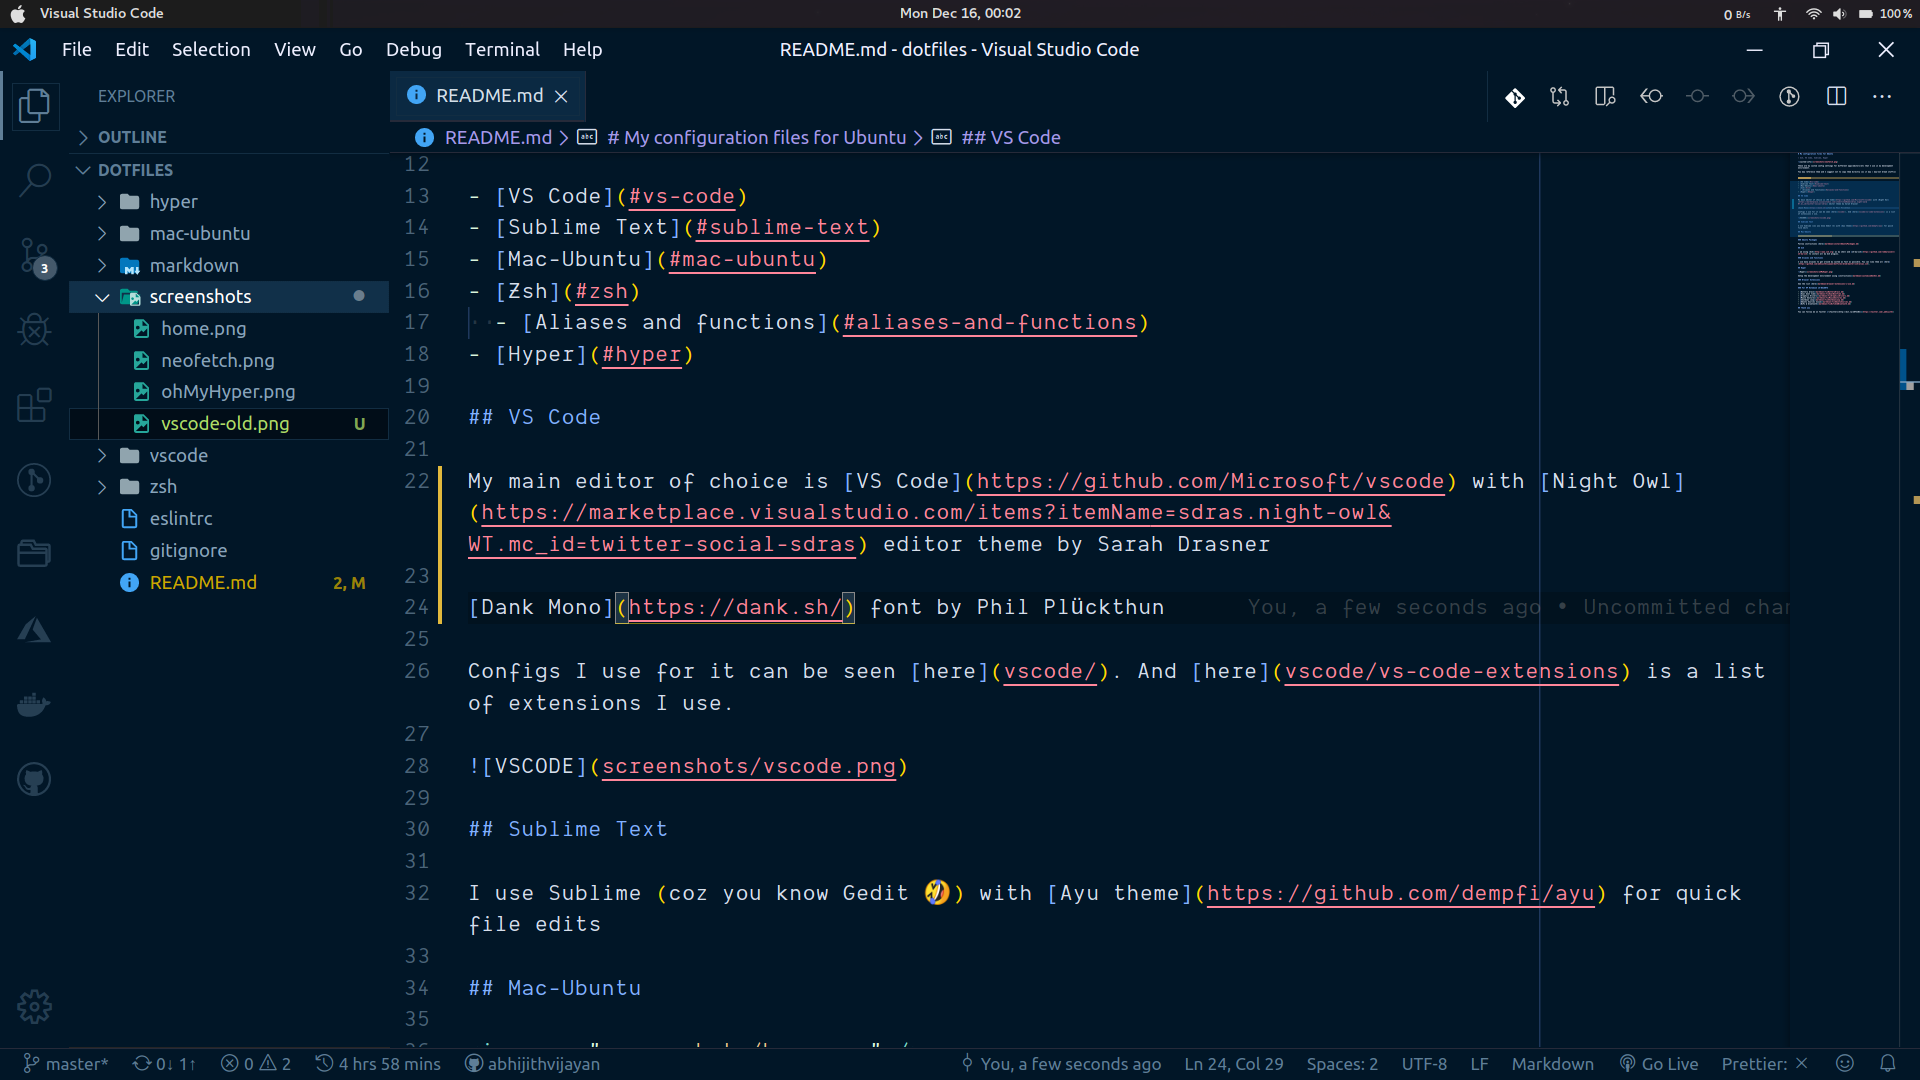 Visual Studio Code
Mon Dec 16, 00:02
0 B/s
100%
File Edit Selection View Go Debug Terminal Help
README.md - dotfiles - Visual Studio Code
EXPLORER
OUTLINE
DOTFILES
hyper
mac-ubuntu
markdown
screenshots
home.png
neofetch.png
ohMyHyper.png
vscode-old.png U
vscode
zsh
eslintrc
gitignore
README.md 2, M
3
README.md
README.md > # My configuration files for Ubuntu > ## VS Code
12
13 - [VS Code](#vs-code)
14 - [Sublime Text](#sublime-text)
15 - [Mac-Ubuntu](#mac-ubuntu)
16 - [Zsh](#zsh)
17 - [Aliases and functions](#aliases-and-functions)
18 - [Hyper](#hyper)
19
20 ## VS Code
21
22 My main editor of choice is [VS Code](https://github.com/Microsoft/vscode) with [Night Owl]
(https://marketplace.visualstudio.com/items?itemName=sdras.night-owl&
WT.mc_id=twitter-social-sdras) editor theme by Sarah Drasner
23
24 [Dank Mono](https://dank.sh/) font by Phil Plückthun You, a few seconds ago • Uncommitted chan
25
26 Configs I use for it can be seen [here](vscode/). And [here](vscode/vs-code-extensions) is a list
of extensions I use.
27
28 ![VSCODE](screenshots/vscode.png)
29
30 ## Sublime Text
31
32 I use Sublime (coz you know Gedit 🤣) with [Ayu theme](https://github.com/dempfi/ayu) for quick
file edits
33
34 ## Mac-Ubuntu
35
master* 0↓ 1↑ 0 2 4 hrs 58 mins abhijithvijayan
You, a few seconds ago Ln 24, Col 29 Spaces: 2 UTF-8 LF Markdown Go Live Prettier: ×